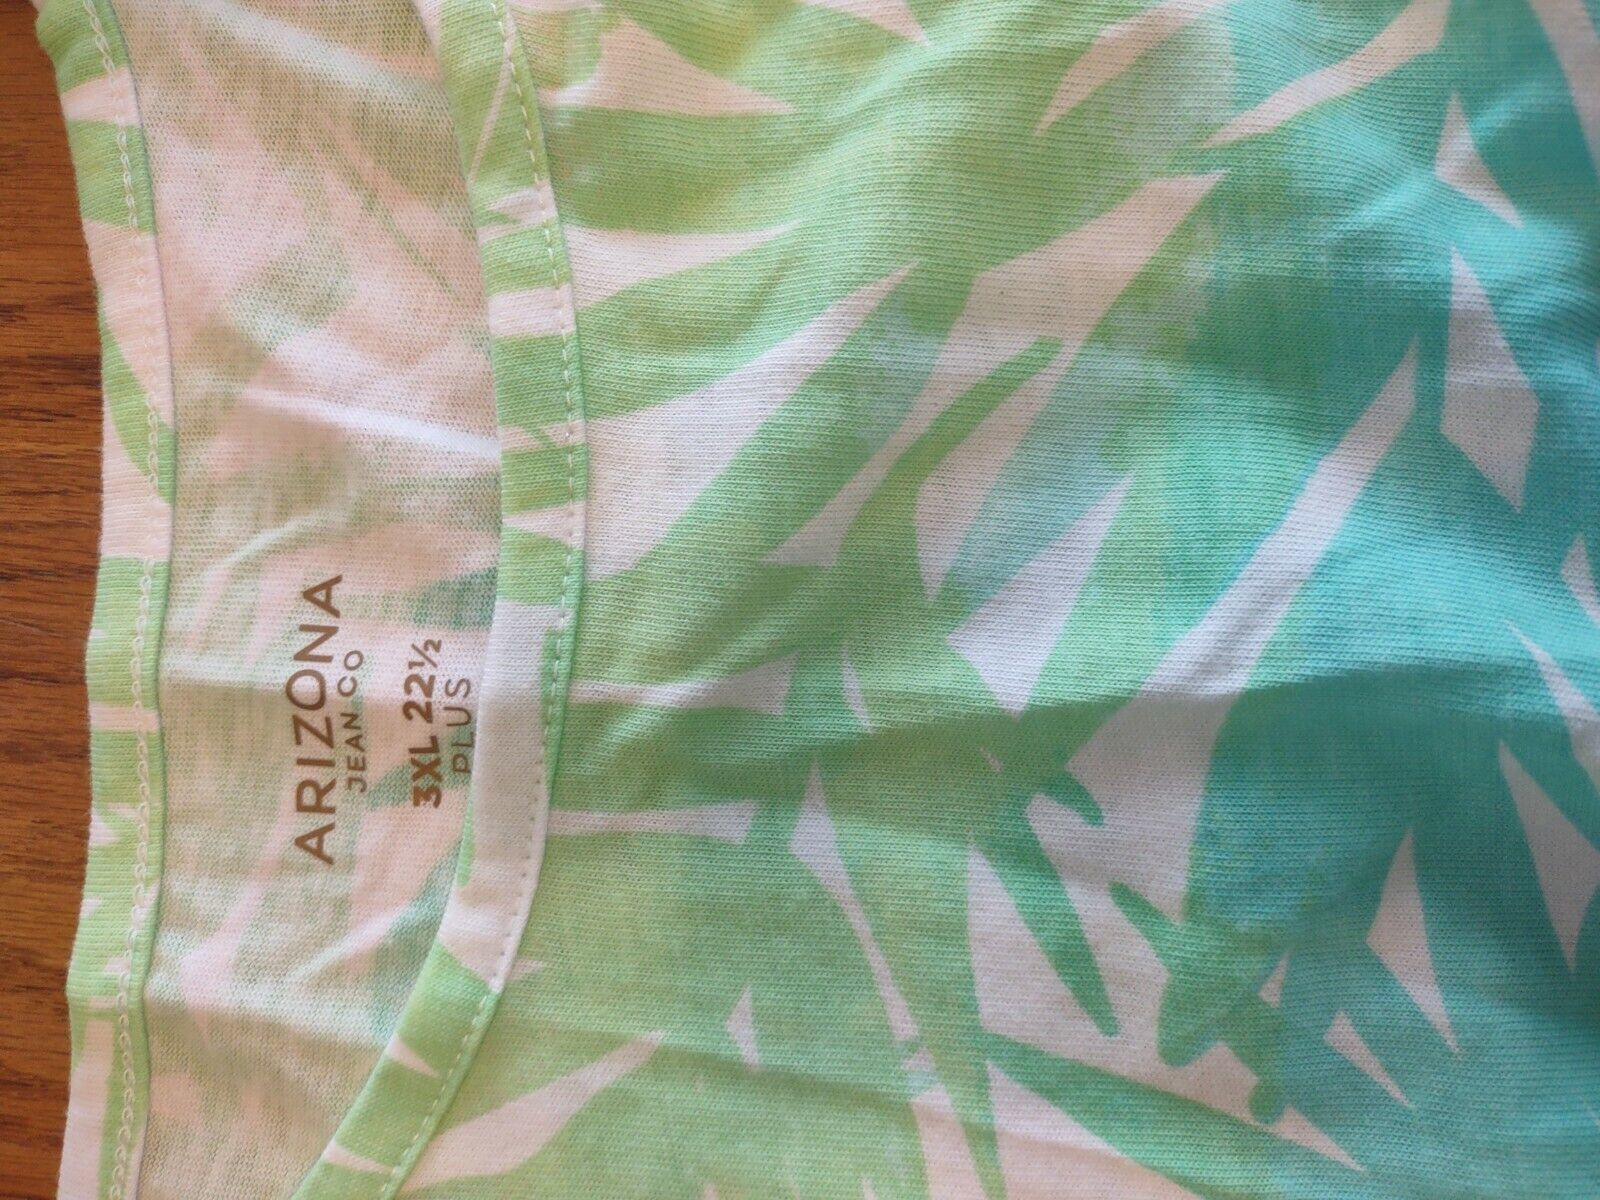 ARIZONA
JEAN CO
3XL 22½
PLUS